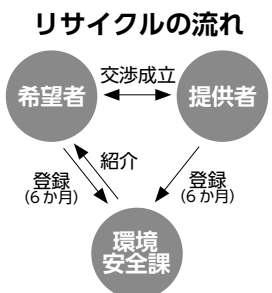 リサイクルの流れ
交渉成立
希望者
提供者
紹介
登録
(6か月)
登録
(6か月)
環境
安全課